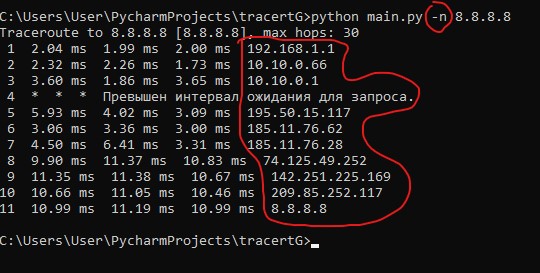 C:\Users\User\PycharmProjects\tracertG>python main.py -n 8.8.8.8
Traceroute to 8.8.8.8 [8.8.8.8], max hops: 30
1 2.04 ms 1.99 ms 2.00 ms 192.168.1.1
2 2.32 ms 2.26 ms 1.73 ms 10.10.0.66
3 3.60 ms 1.86 ms 3.65 ms 10.10.0.1
4 * * * Превышен интервал ожидания для запроса.
5 5.93 ms 4.02 ms 3.09 ms 195.50.15.117
6 3.06 ms 3.36 ms 3.00 ms 185.11.76.62
7 4.50 ms 6.41 ms 3.31 ms 185.11.76.28
8 9.90 ms 11.37 ms 10.83 ms 74.125.49.252
9 11.35 ms 11.38 ms 10.67 ms 142.251.225.169
10 10.66 ms 11.05 ms 10.46 ms 209.85.252.117
11 10.99 ms 11.19 ms 10.99 ms 8.8.8.8
C:\Users\User\PycharmProjects\tracertG>